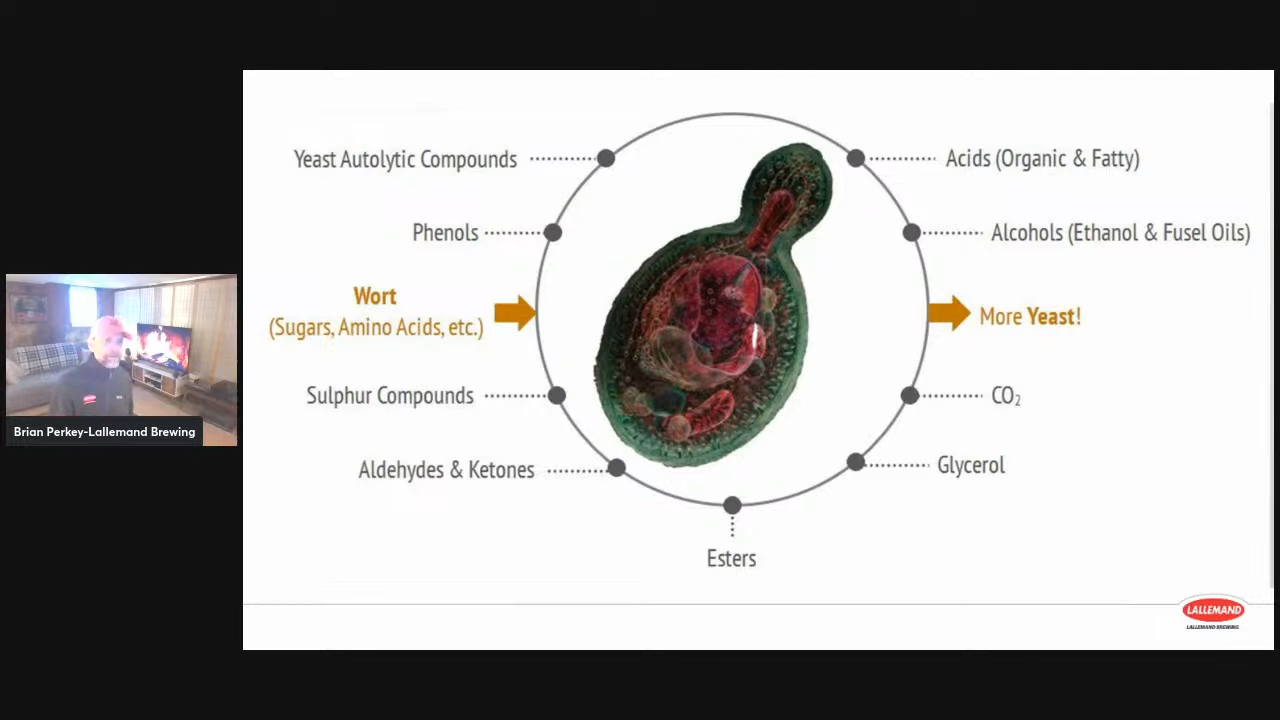 Yeast Autolytic Compounds
Acids (Organic & Fatty)
Phenols
Alcohols (Ethanol & Fusel Oils)
Wort
(Sugars, Amino Acids, etc.)
More Yeast!
Sulphur Compounds
CO₂
Aldehydes & Ketones
Glycerol
Esters
Brian Perkey-Lallemand Brewing
LALLEMAND
LALLEMAND BREWING